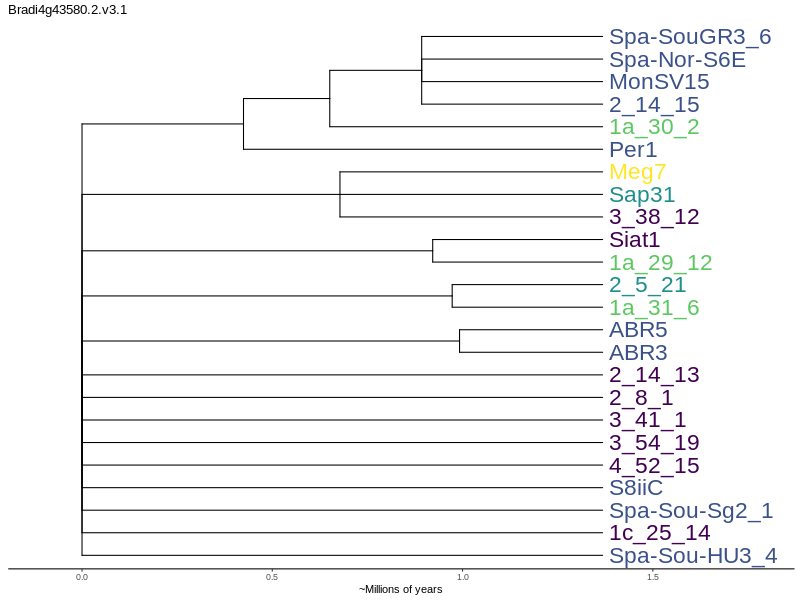 Bradi4g43580.2.v3.1
Spa-SouGR3_6
Spa-Nor-S6E
MonSV15
2_14_15
1a_30_2
Per1
Meg7
Sap31
3_38_12
Siat1
1a_29_12
2_5_21
1a_31_6
ABR5
ABR3
2_14_13
2_8_1
3_41_1
3_54_19
4_52_15
S8iiC
Spa-Sou-Sg2_1
1c_25_14
Spa-Sou-HU3_4
0.0 0.5 1.0 1.5
~Millions of years